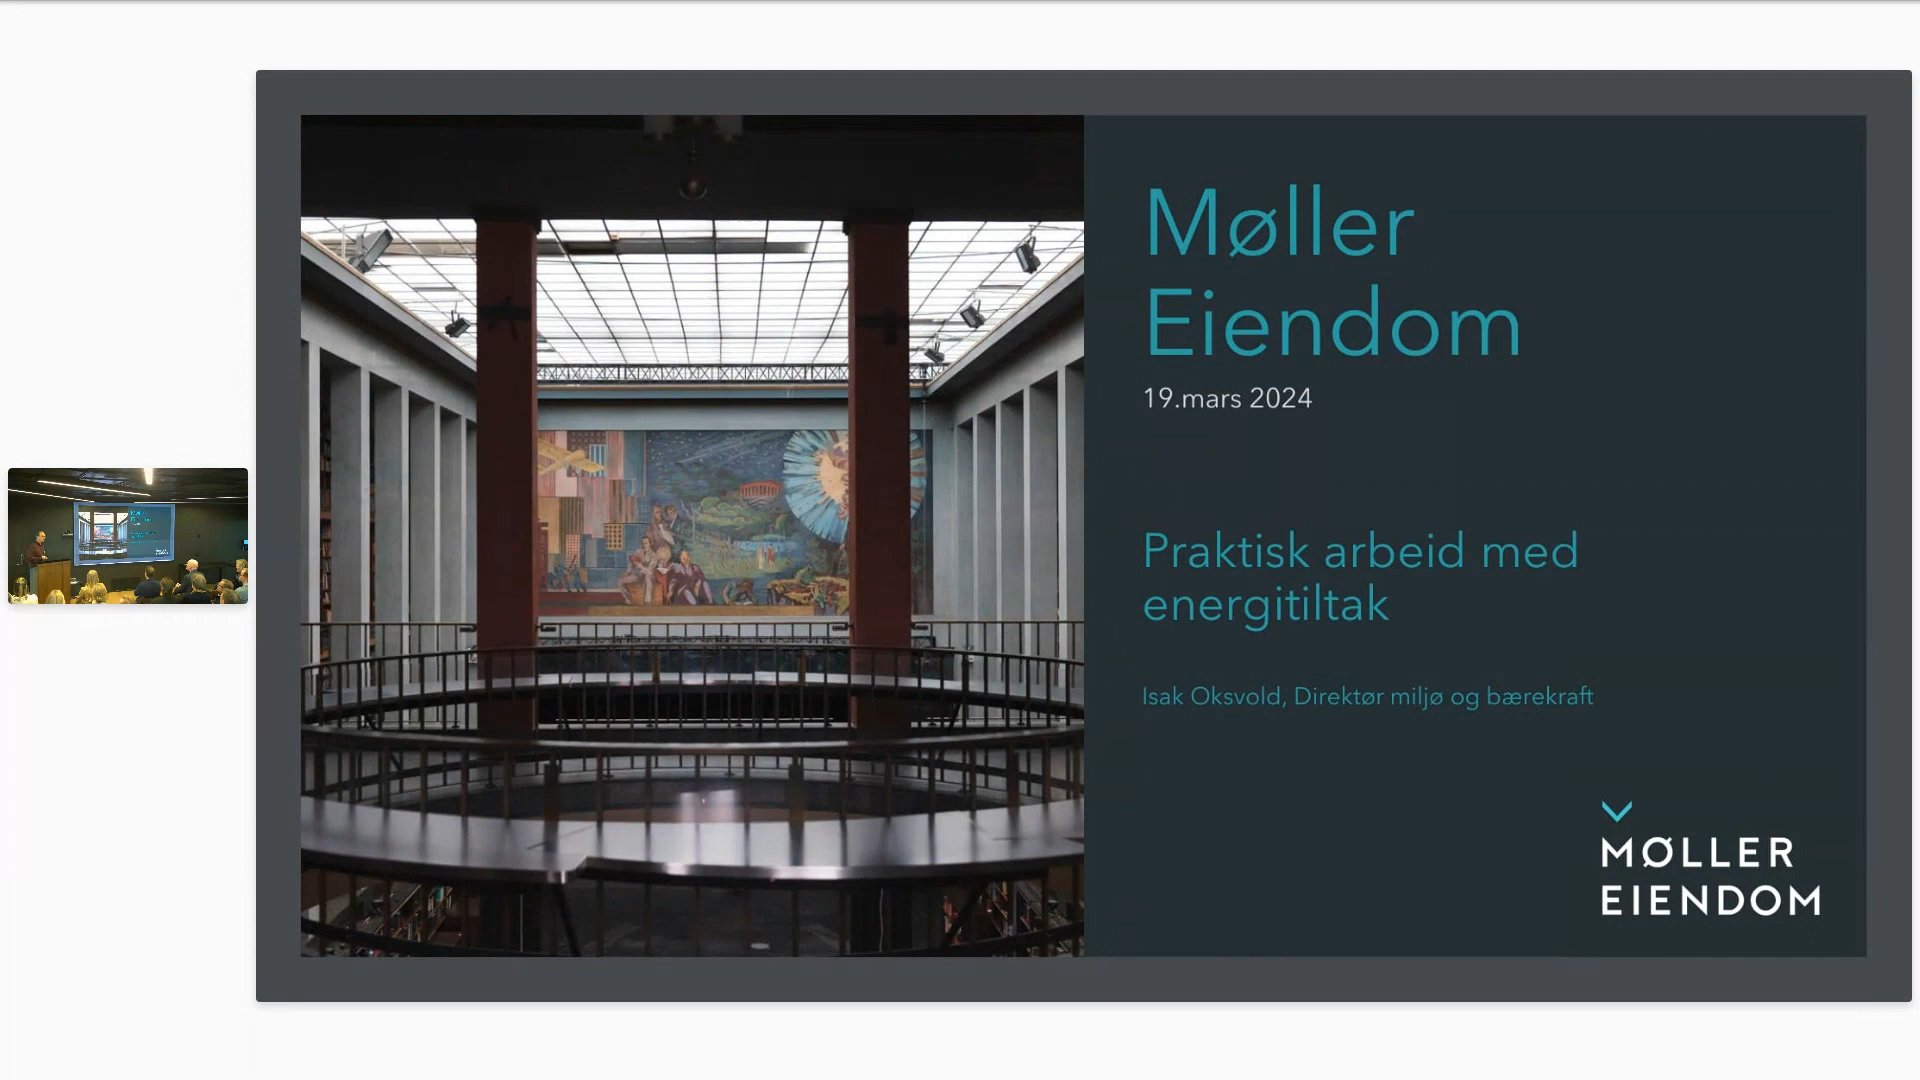 Møller
Eiendom
19.mars 2024
Praktisk arbeid med
energitiltak
Isak Oksvold, Direktør miljø og bærekraft
MØLLER
EIENDOM